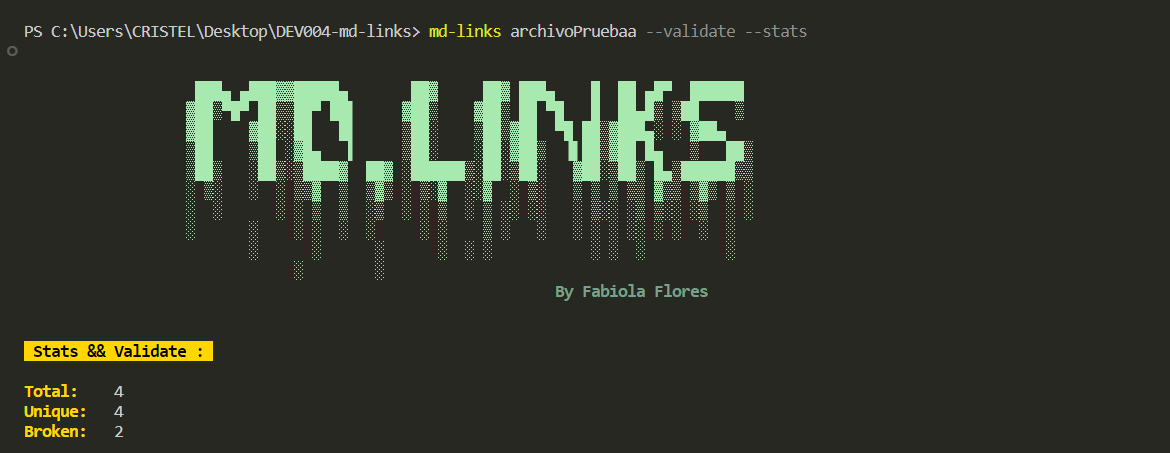 PS C:\Users\CRISTEL\Desktop\DEV004-md-links> md-links archivoPruebaa --validate --stats
MD.LINKS
By Fabiola Flores
Stats && Validate :
Total: 4
Unique: 4
Broken: 2